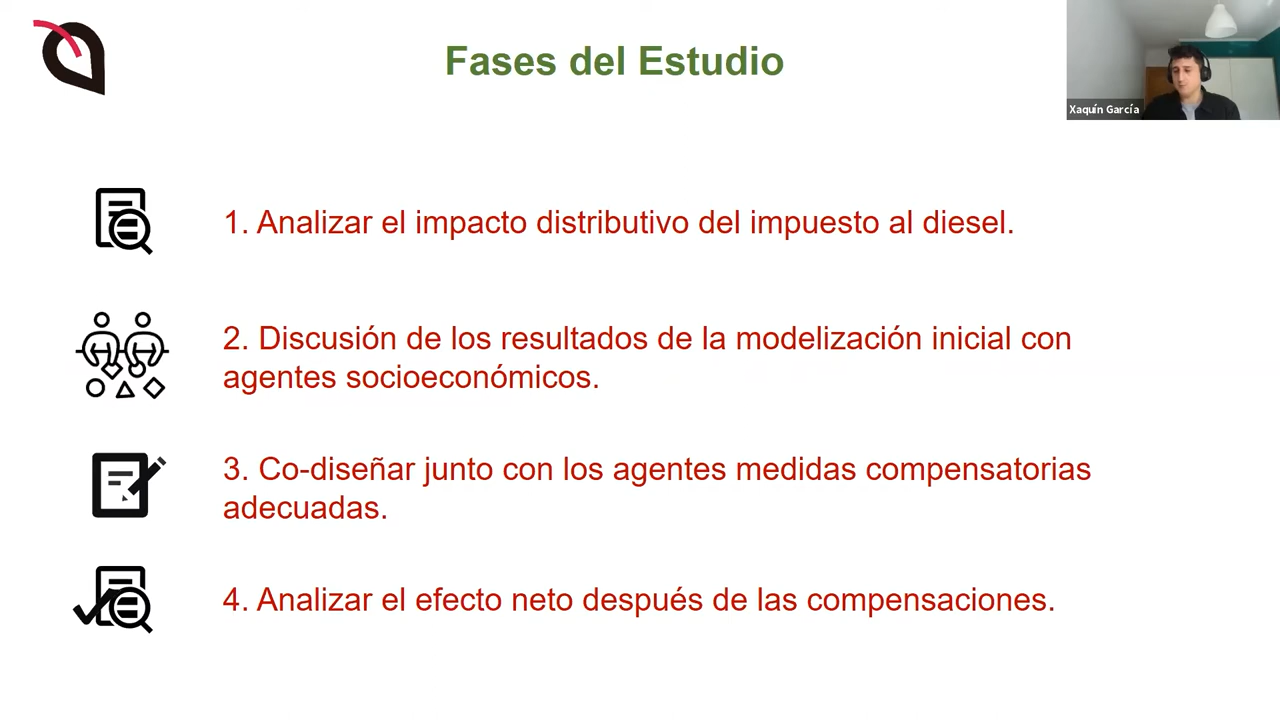 Fases del Estudio
Xaquín García
1. Analizar el impacto distributivo del impuesto al diesel.
2. Discusión de los resultados de la modelización inicial con
agentes socioeconómicos.
3. Co-diseñar junto con los agentes medidas compensatorias
adecuadas.
4. Analizar el efecto neto después de las compensaciones.